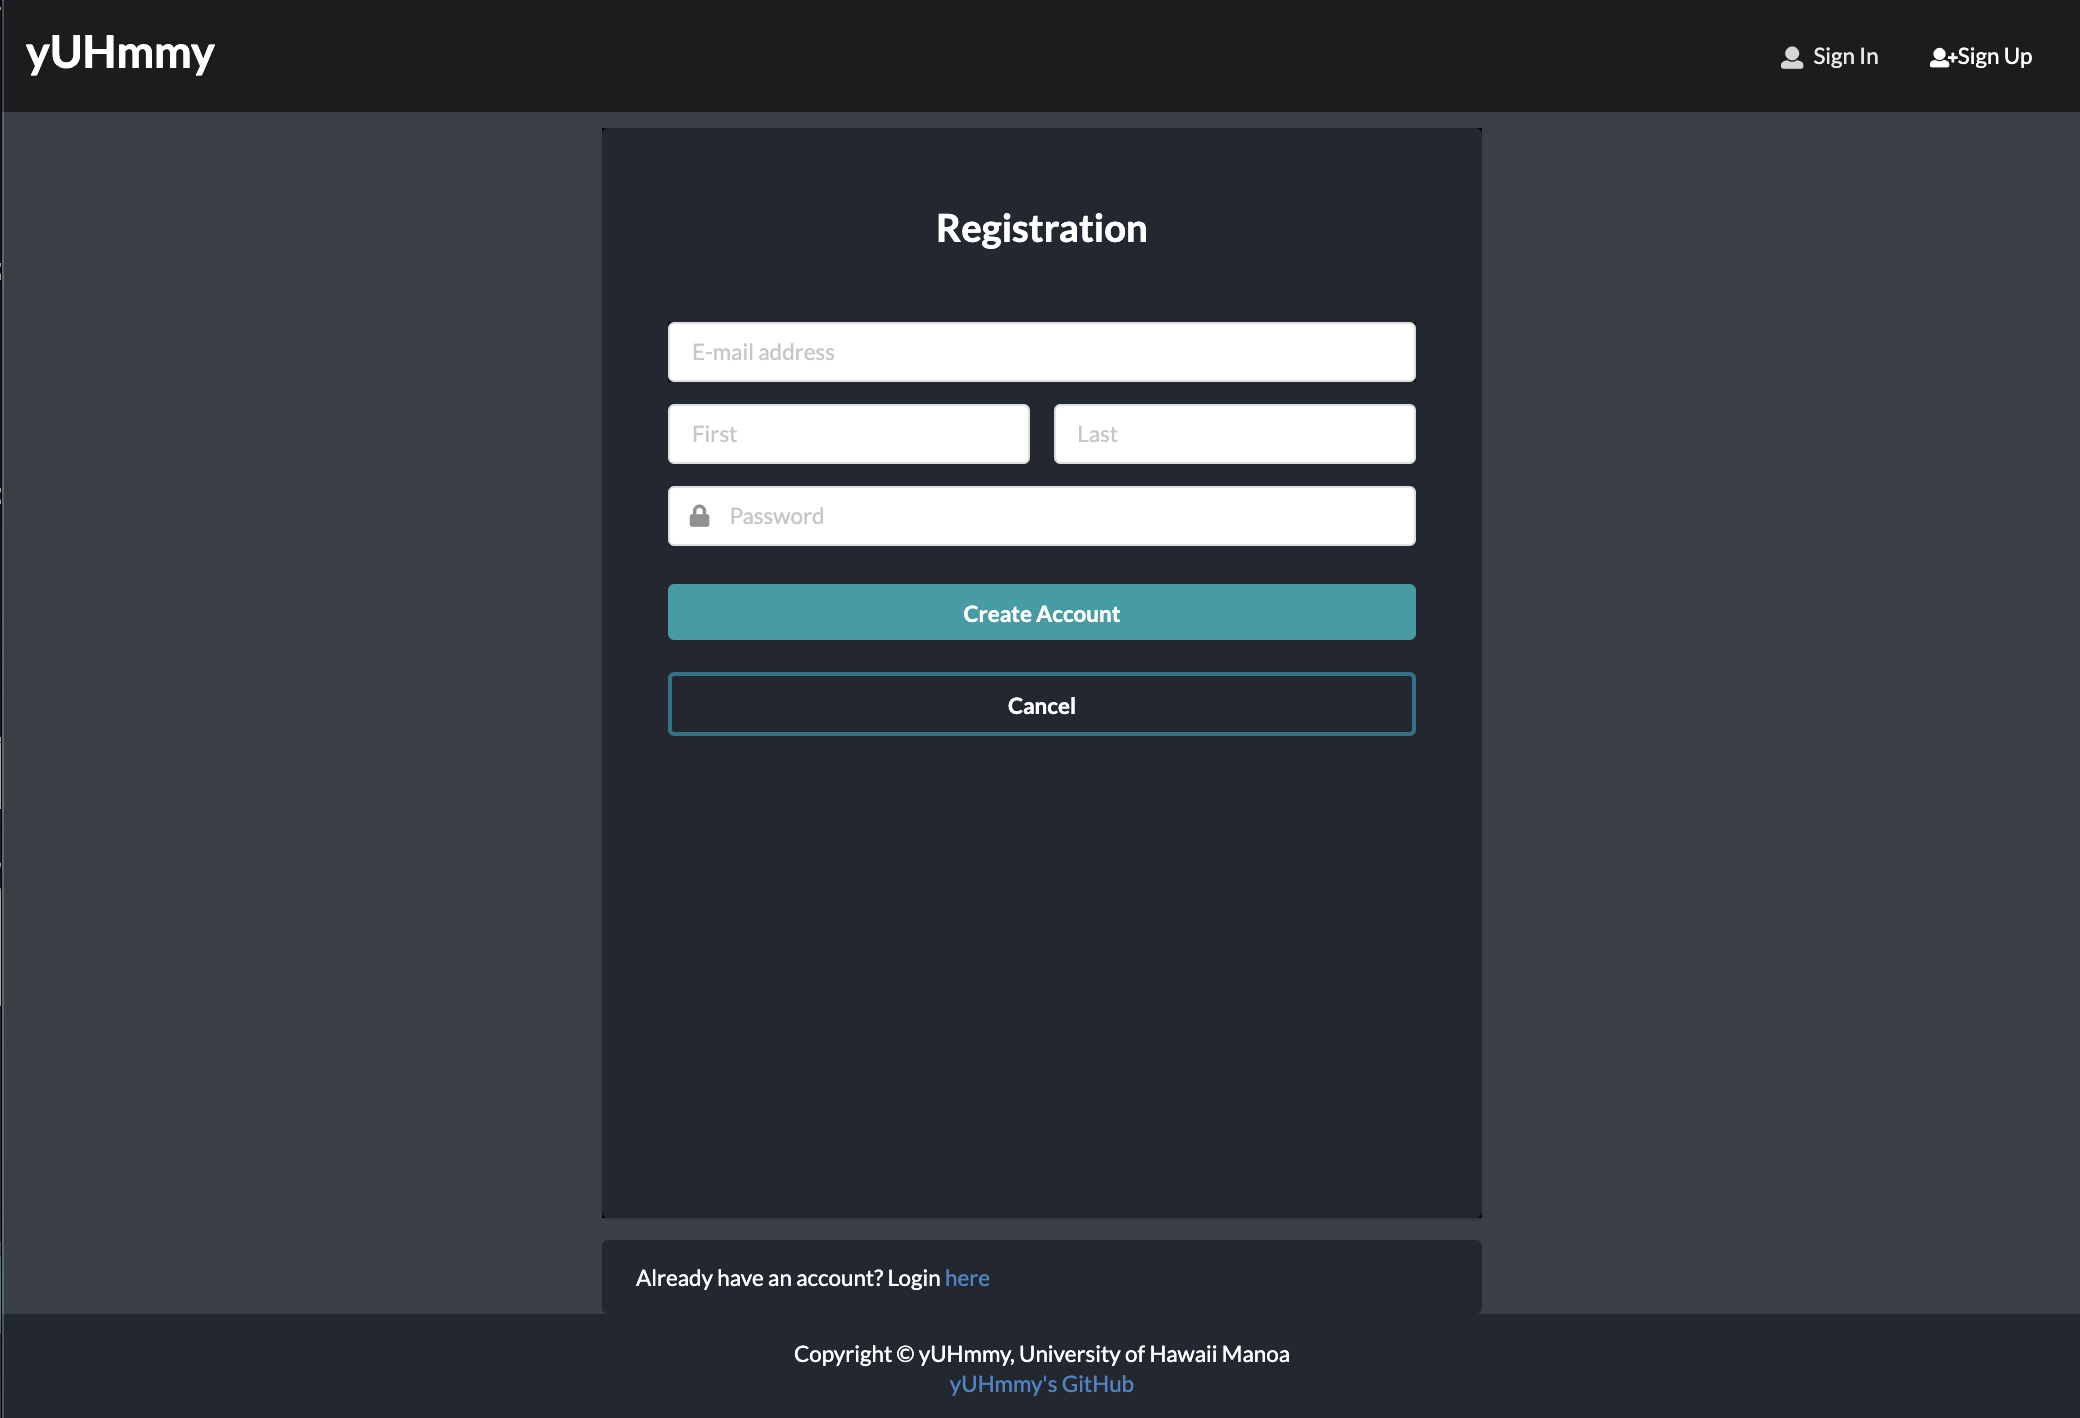 yUHmmy
Sign In
Sign Up
Registration
E-mail address
First
Last
Password
Create Account
Cancel
Already have an account? Login here
Copyright © yUHmmy, University of Hawaii Manoa
yUHmmy's GitHub